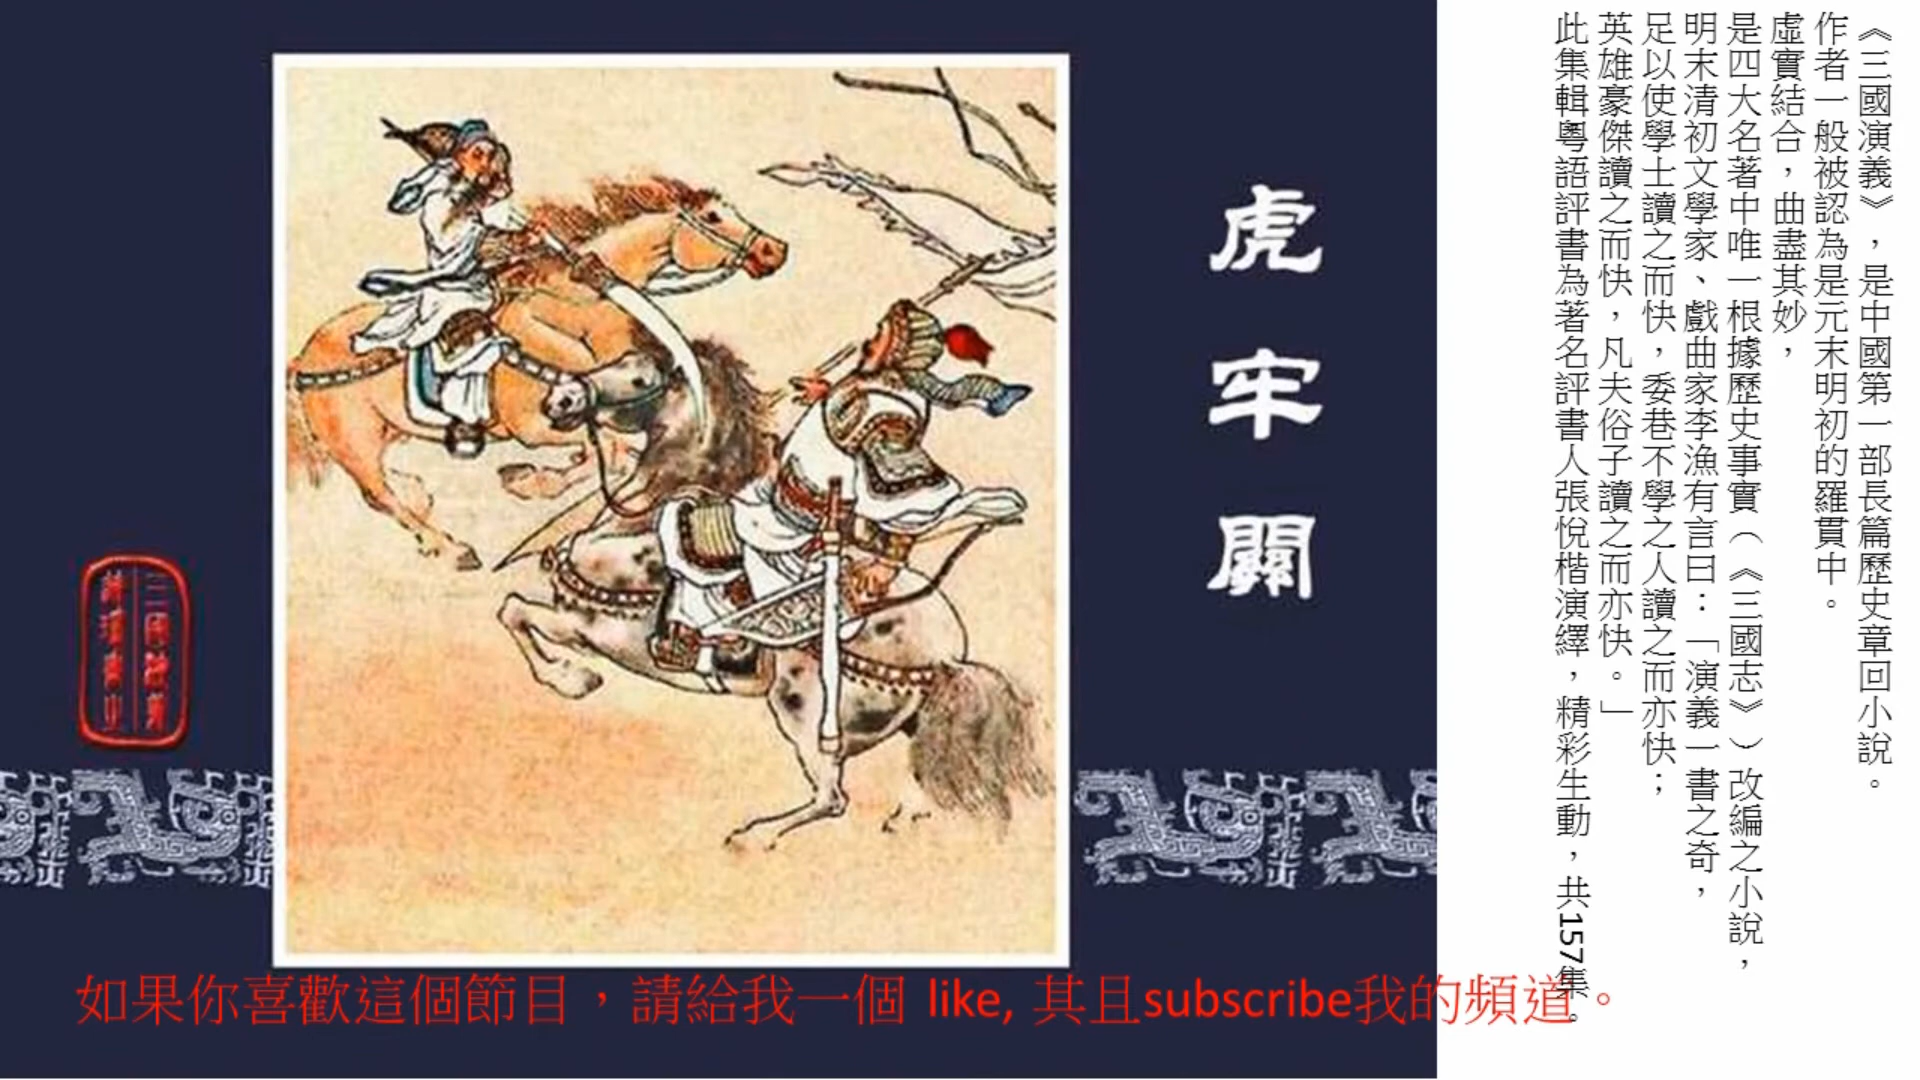 《三國演義》，是中國第一部長篇歷史章回小說。
作者一般被認為是元末明初的羅貫中。
虛實結合，曲盡其妙，
是四大名著中唯一根據歷史事實（《三國志》）改編之小說，
明末清初文學家、戲曲家李漁有言曰：「演義一書之奇，
足以使學士讀之而快，委巷不學之人讀之而亦快；
英雄豪傑讀之而快，凡夫俗子讀之而亦快。」
此集輯粵語評書為著名評書人張悅楷演繹，精彩生動，共157集。
虎牢關
如果你喜歡這個節目，請給我一個 like, 其且subscribe我的頻道。